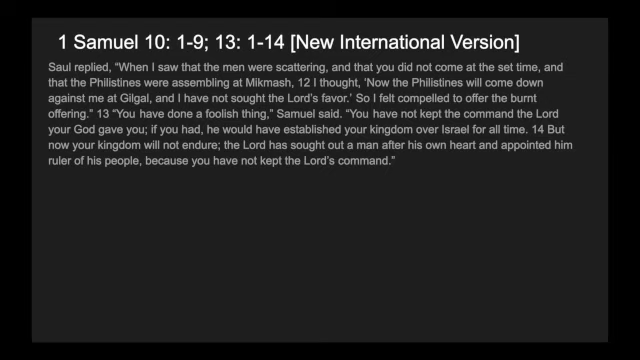 1 Samuel 10: 1-9; 13: 1-14 [New International Version]
Saul replied, “When I saw that the men were scattering, and that you did not come at the set time, and
that the Philistines were assembling at Mikmash, 12 I thought, ‘Now the Philistines will come down
against me at Gilgal, and I have not sought the Lord’s favor.’ So I felt compelled to offer the burnt
offering.” 13 “You have done a foolish thing,” Samuel said. “You have not kept the command the Lord
your God gave you; if you had, he would have established your kingdom over Israel for all time. 14 But
now your kingdom will not endure; the Lord has sought out a man after his own heart and appointed him
ruler of his people, because you have not kept the Lord’s command.”